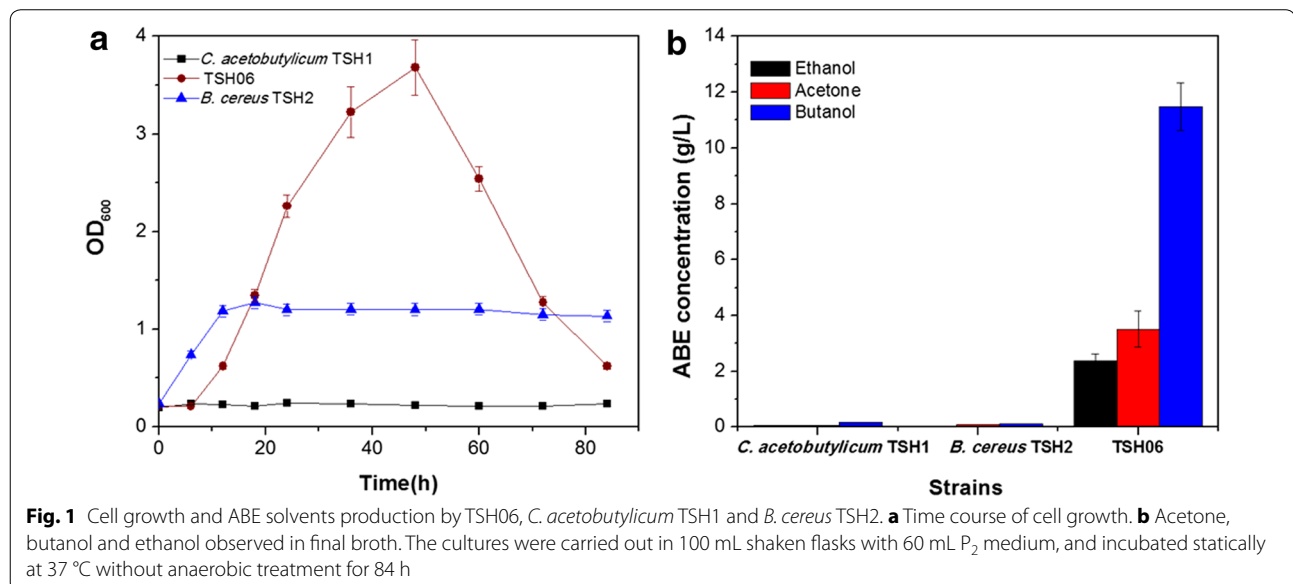 a
C. acetobutylicum TSH1
TSH06
B. cereus TSH2
4
3
2
1
0
OD₆₀₀
0 20 40 60 80
Time(h)
b
Ethanol
Acetone
Butanol
14
12
10
8
6
4
2
0
ABE concentration (g/L)
C. acetobutylicum TSH1 B. cereus TSH2 TSH06
Strains
Fig. 1 Cell growth and ABE solvents production by TSH06, C. acetobutylicum TSH1 and B. cereus TSH2. a Time course of cell growth. b Acetone,
butanol and ethanol observed in final broth. The cultures were carried out in 100 mL shaken flasks with 60 mL P₂ medium, and incubated statically
at 37 °C without anaerobic treatment for 84 h